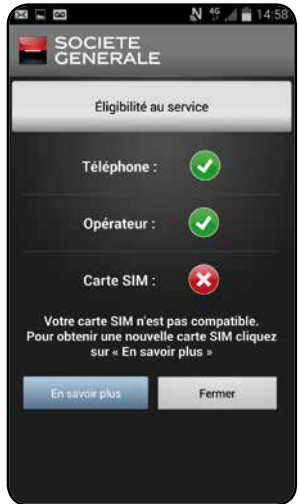 4G 14:58
SOCIETE
GENERALE
Éligibilité au service
Téléphone :
Opérateur :
Carte SIM :
Votre carte SIM n'est pas compatible.
Pour obtenir une nouvelle carte SIM cliquez
sur « En savoir plus »
En savoir plus Fermer